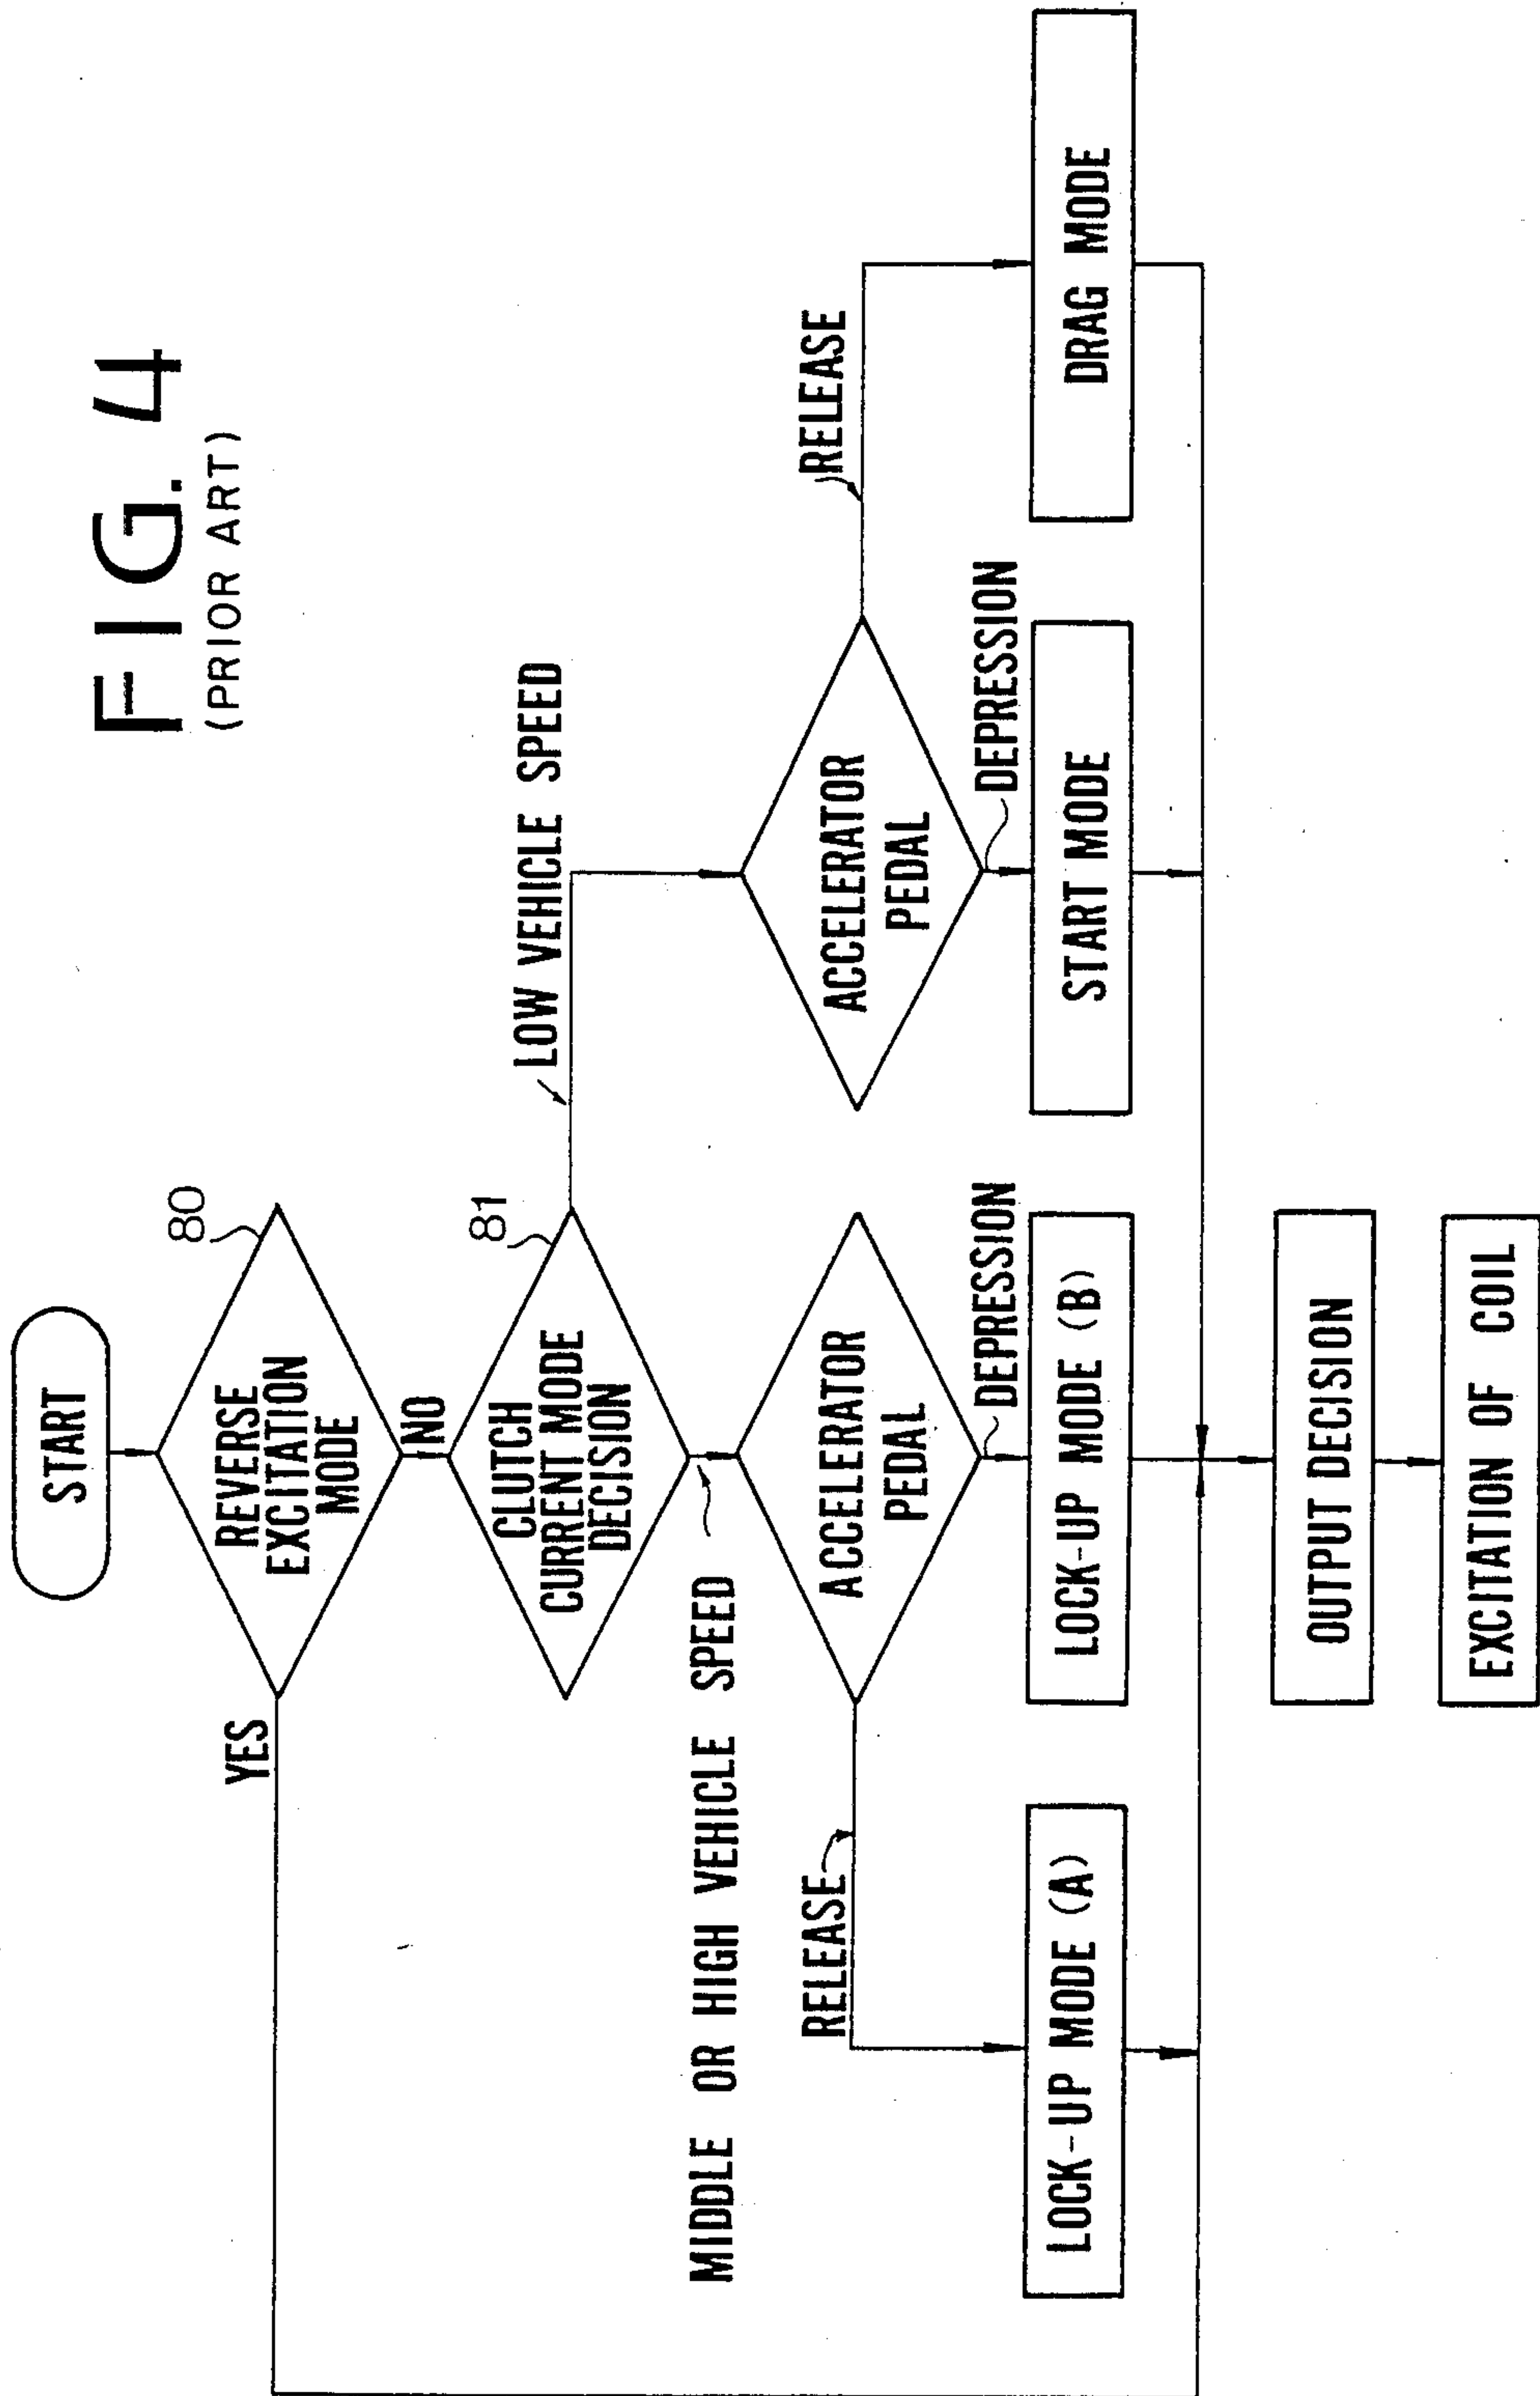 FIG. 4
(PRIOR ART)
START
80
REVERSE
EXCITATION
MODE
YES
NO
81
CLUTCH
CURRENT MODE
DECISION
LOW VEHICLE SPEED
MIDDLE OR HIGH VEHICLE SPEED
ACCELERATOR
PEDAL
ACCELERATOR
PEDAL
RELEASE
DEPRESSION
DEPRESSION
RELEASE
LOCK-UP MODE (A)
LOCK-UP MODE (B)
START MODE
DRAG MODE
OUTPUT DECISION
EXCITATION OF COIL